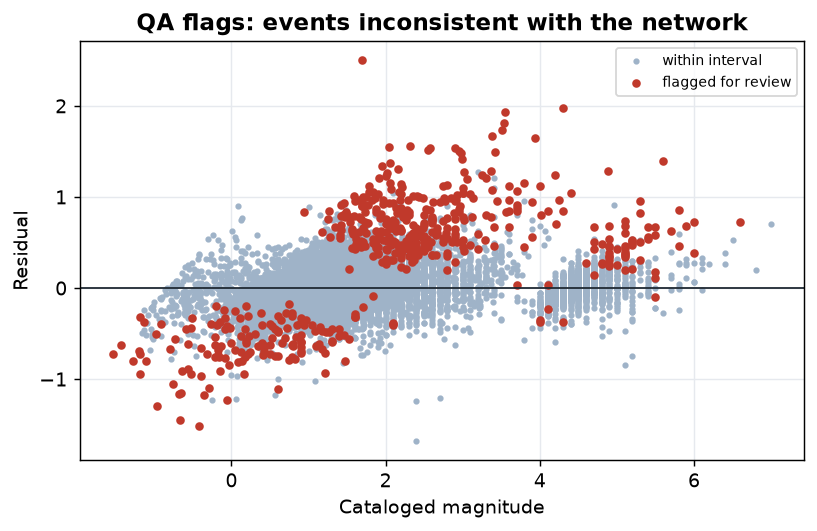 QA flags: events inconsistent with the network
within interval
flagged for review
2
1
0
−1
0
2
4
6
Residual
Cataloged magnitude